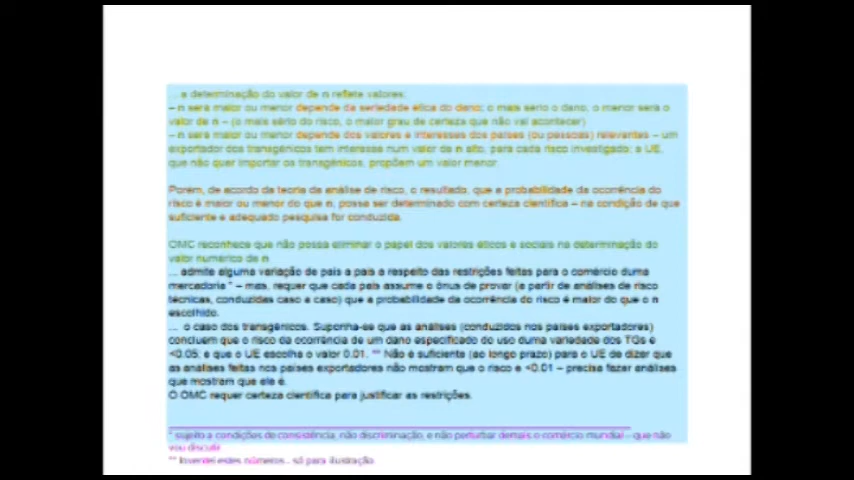 ... a determinação do valor de n reflete valores:
– n será maior ou menor depende da seriedade ética do dano; o mais sério o dano, o menor será o
valor de n – (o mais sério do risco, o maior grau de certeza que não vai acontecer)
– n será maior ou menor depende dos valores e interesses dos países (ou pessoas) relevantes – um
exportador dos transgênicos tem interesse num valor de n alto, para cada risco investigado; a UE,
que não quer importar os transgênicos, propõem um valor menor.
Porém, de acordo da teoria da análise de risco, o resultado, que a probabilidade da ocorrência do
risco é maior ou menor do que n, possa ser determinado com certeza científica – na condição de que
suficiente e adequado pesquisa for conduzida.
OMC reconhece que não possa eliminar o papel dos valores éticos e sociais na determinação do
valor numérico de n
... admite alguma variação de país a país a respeito das restrições feitas para o comércio duma
mercadoria * – mas, requer que cada país assume o ônus de provar (a partir de análises de risco
técnicas, conduzidas caso a caso) que a probabilidade da ocorrência do risco é maior do que o n
escolhido.
... o caso dos transgênicos. Suponha-se que as análises (conduzidos nos países exportadores)
concluem que o risco da ocorrência de um dano especificado do uso duma variedade dos TGs é
<0.05; e que o UE escolha o valor 0.01. ** Não é suficiente (ao longo prazo) para o UE de dizer que
as análises feitas nos países exportadores não mostram que o risco e <0.01 – precisa fazer análises
que mostram que ele é.
O OMC requer certeza científica para justificar as restrições.
* sujeito a condições de consistência, não discriminação, e não perturbar demais o comércio mundial – que não
vou discutir
** Inventei estes números.. só para ilustração.